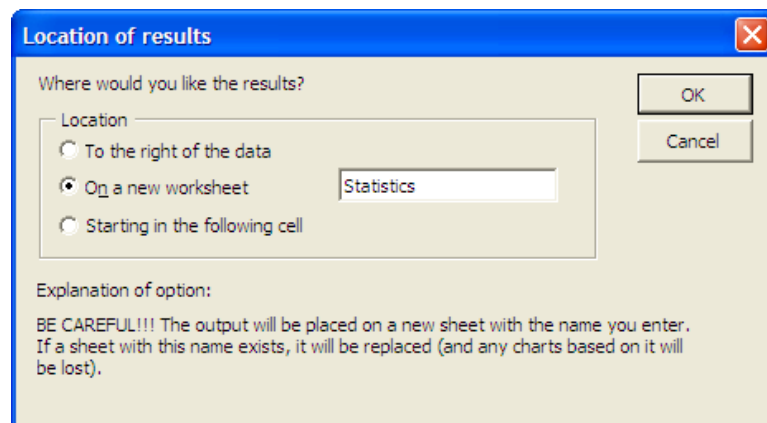 Location of results
Where would you like the results?
OK
Location
Cancel
To the right of the data
On a new worksheet Statistics
Starting in the following cell
Explanation of option:
BE CAREFUL!!! The output will be placed on a new sheet with the name you enter.
If a sheet with this name exists, it will be replaced (and any charts based on it will
be lost).